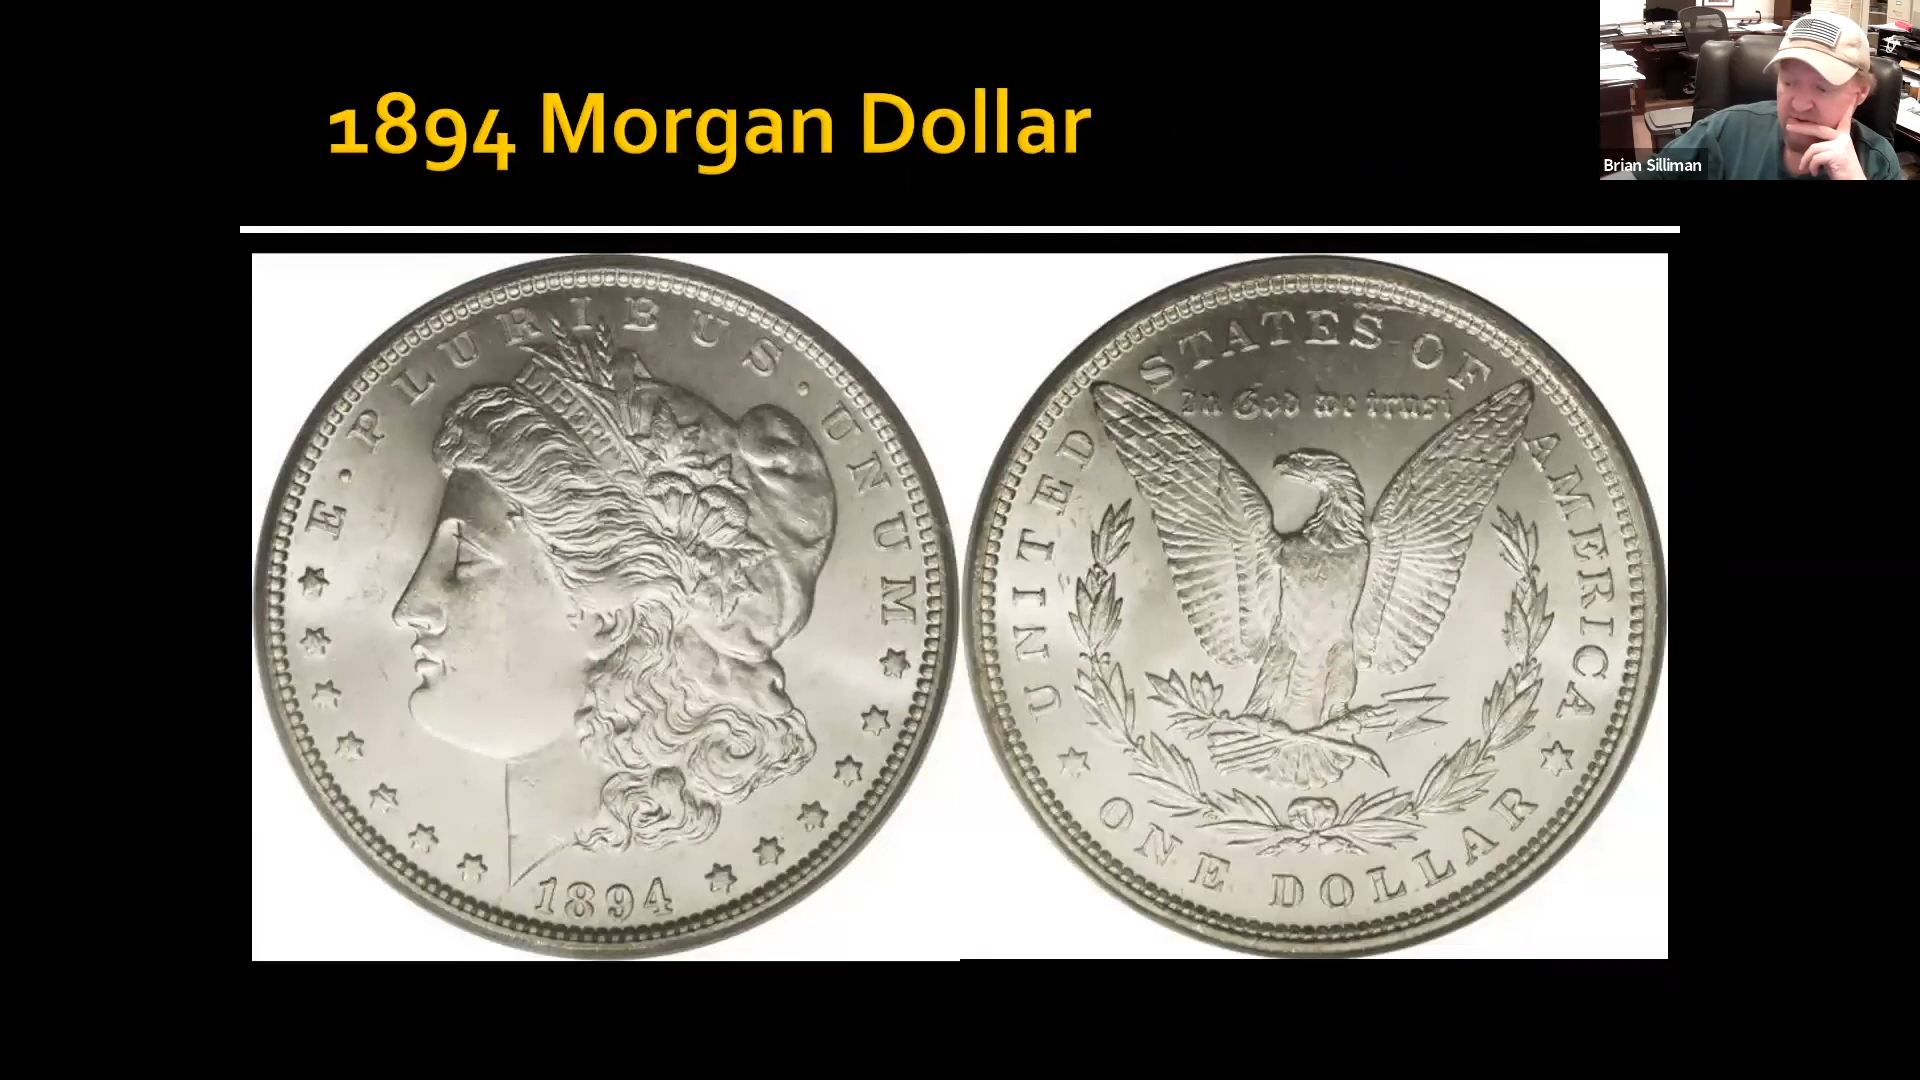 1894 Morgan Dollar
Brian Silliman
E · PLURIBUS · UNUM
LIBERTY
1894
UNITED STATES OF AMERICA
In God we trust
ONE DOLLAR